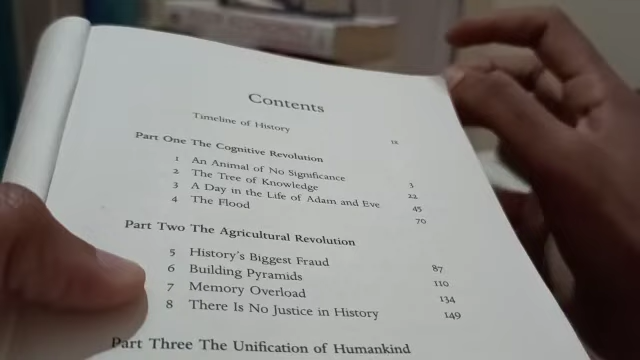 Contents
Timeline of History ix
Part One The Cognitive Revolution
1 An Animal of No Significance 3
2 The Tree of Knowledge 22
3 A Day in the Life of Adam and Eve 45
4 The Flood 70
Part Two The Agricultural Revolution
5 History's Biggest Fraud 87
6 Building Pyramids 110
7 Memory Overload 134
8 There Is No Justice in History 149
Part Three The Unification of Humankind